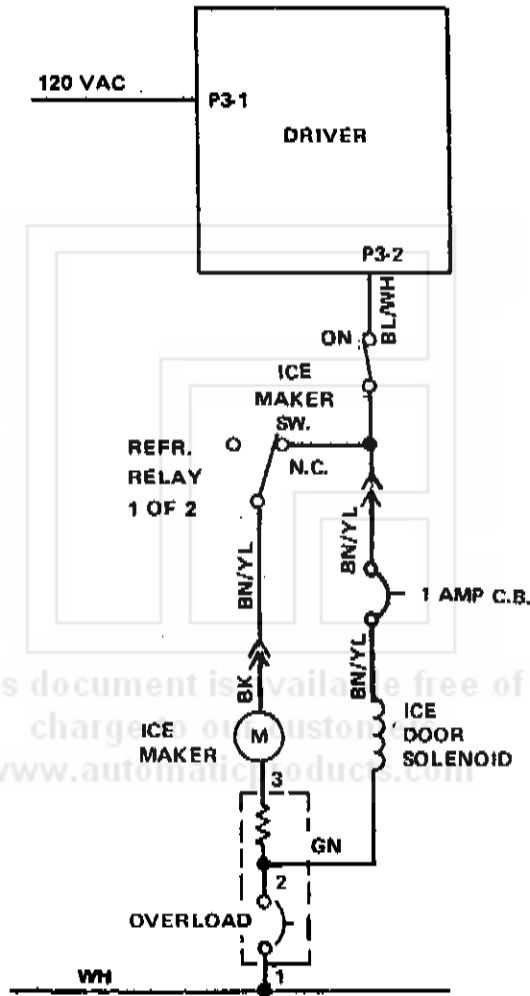 120 VAC
P3-1
DRIVER
P3-2
BL/WH
ON
ICE
MAKER
SW.
N.C.
REFR.
RELAY
1 OF 2
BN/YL
BN/YL
1 AMP C.B.
BN/YL
BK
s document is available free of
charge to our customers
www.automaticproducts.com
ICE
MAKER
M
ICE
DOOR
SOLENOID
3
GN
2
OVERLOAD
1
WH